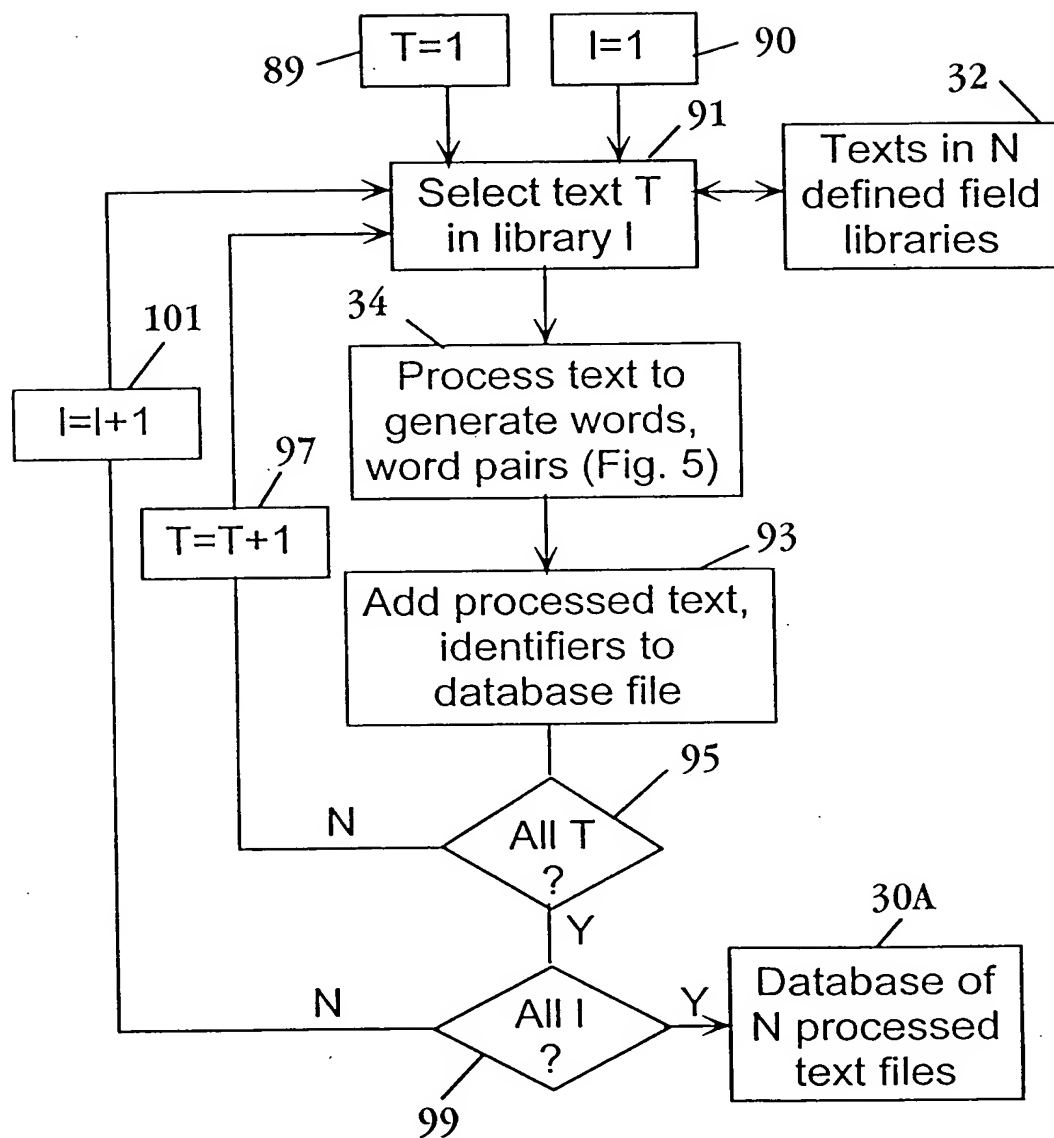 89
T=1
I=1
90
91
Select text T
in library I
32
Texts in N
defined field
libraries
34
Process text to
generate words,
word pairs (Fig. 5)
101
I=I+1
97
T=T+1
93
Add processed text,
identifiers to
database file
95
All T
?
N
Y
All I
?
N
Y
99
30A
Database of
N processed
text files